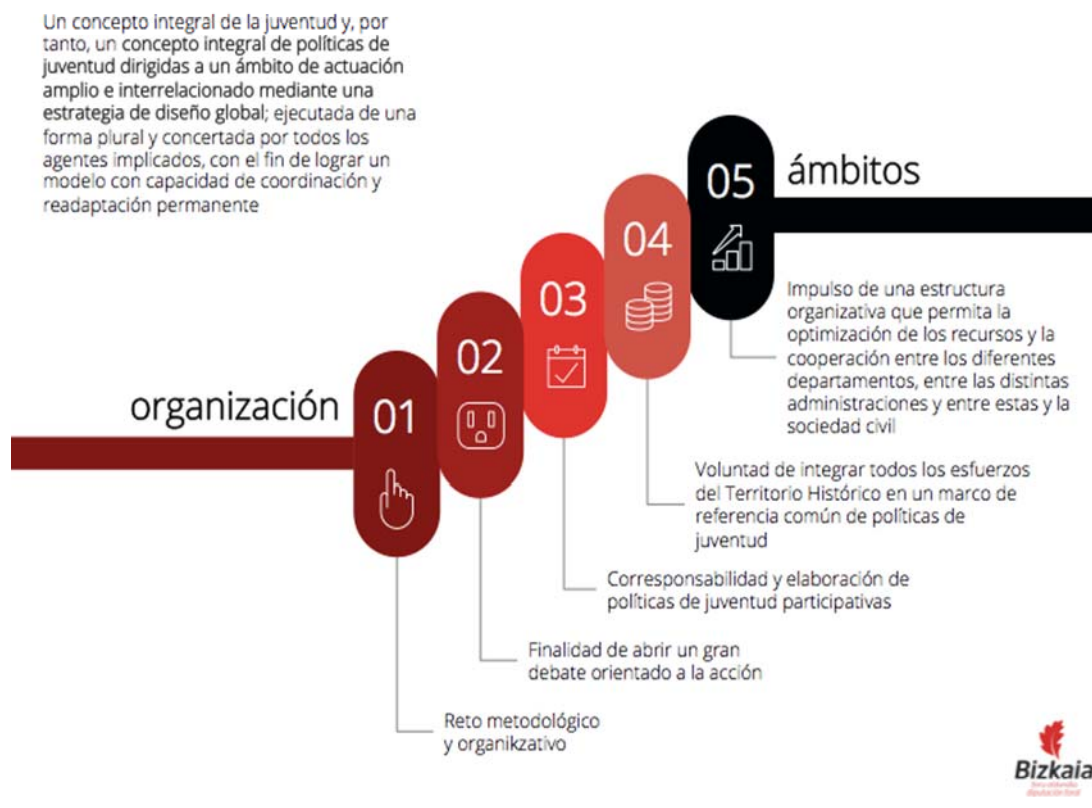 Un concepto integral de la juventud y, por
tanto, un concepto integral de políticas de
juventud dirigidas a un ámbito de actuación
amplio e interrelacionado mediante una
estrategia de diseño global; ejecutada de una
forma plural y concertada por todos los
agentes implicados, con el fin de lograr un
modelo con capacidad de coordinación y
readaptación permanente
05
ámbitos
04
03
02
organización
01
Impulso de una estructura
organizativa que permita la
optimización de los recursos y la
cooperación entre los diferentes
departamentos, entre las distintas
administraciones y entre estas y la
sociedad civil
Voluntad de integrar todos los esfuerzos
del Territorio Histórico en un marco de
referencia común de políticas de
juventud
Corresponsabilidad y elaboración de
políticas de juventud participativas
Finalidad de abrir un gran
debate orientado a la acción
Reto metodológico
y organikzativo
Bizkaia
foru aldundia
diputación foral